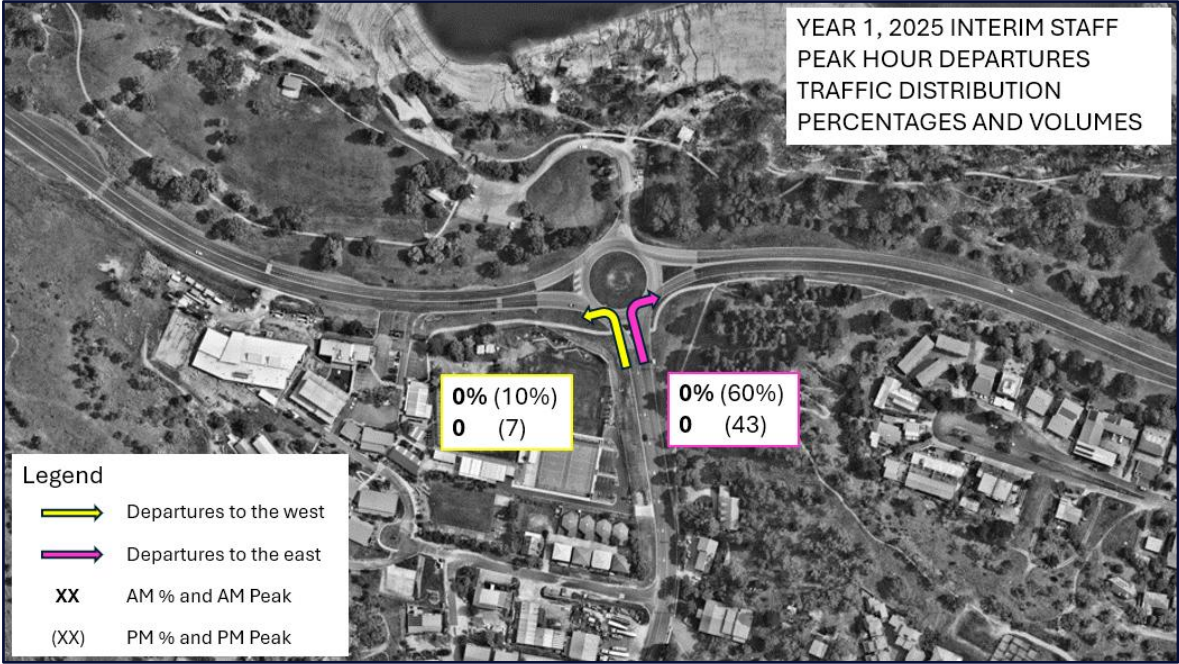 YEAR 1, 2025 INTERIM STAFF
PEAK HOUR DEPARTURES
TRAFFIC DISTRIBUTION
PERCENTAGES AND VOLUMES
0% (10%)
0 (7)
0% (60%)
0 (43)
Legend
Departures to the west
Departures to the east
XX AM % and AM Peak
(XX) PM % and PM Peak